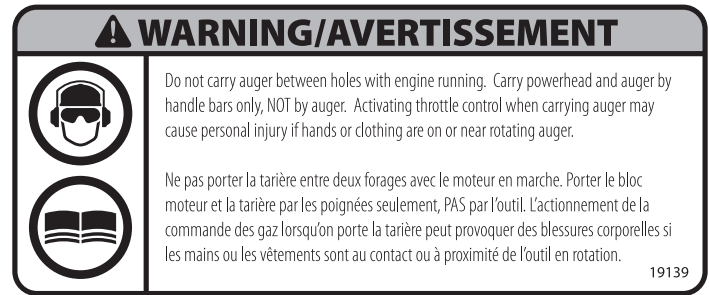 WARNING/AVERTISSEMENT
Do not carry auger between holes with engine running. Carry powerhead and auger by
handle bars only, NOT by auger. Activating throttle control when carrying auger may
cause personal injury if hands or clothing are on or near rotating auger.
Ne pas porter la tarière entre deux forages avec le moteur en marche. Porter le bloc
moteur et la tarière par les poignées seulement, PAS par l'outil. L'actionnement de la
commande des gaz lorsqu'on porte la tarière peut provoquer des blessures corporelles si
les mains ou les vêtements sont au contact ou à proximité de l'outil en rotation.
19139